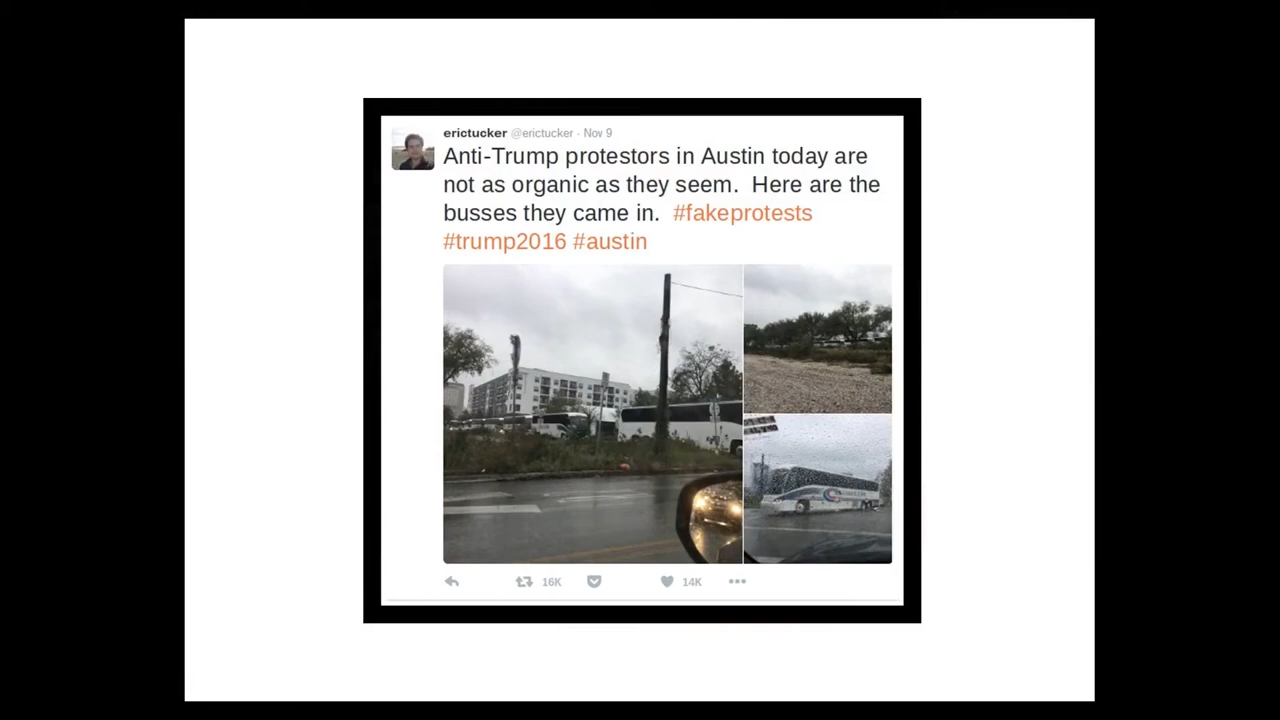 erictucker @erictucker · Nov 9
Anti-Trump protestors in Austin today are
not as organic as they seem.  Here are the
busses they came in.  #fakeprotests
#trump2016 #austin
16K 14K